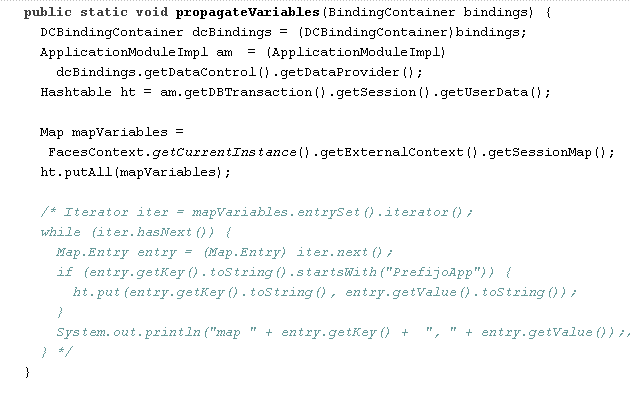 public static void propagateVariables(BindingContainer bindings) {
DCBindingContainer dcBindings = (DCBindingContainer)bindings;
ApplicationModuleImpl am  = (ApplicationModuleImpl)
dcBindings.getDataControl().getDataProvider();
Hashtable ht = am.getDBTransaction().getSession().getUserData();
Map mapVariables =
FacesContext.getCurrentInstance().getExternalContext().getSessionMap();
ht.putAll(mapVariables);
/* Iterator iter = mapVariables.entrySet().iterator();
while (iter.hasNext()) {
Map.Entry entry = (Map.Entry) iter.next();
if (entry.getKey().toString().startsWith("PrefijoApp")) {
ht.put(entry.getKey().toString(), entry.getValue().toString());
}
System.out.println("map " + entry.getKey() +  ", " + entry.getValue());,
} */
}